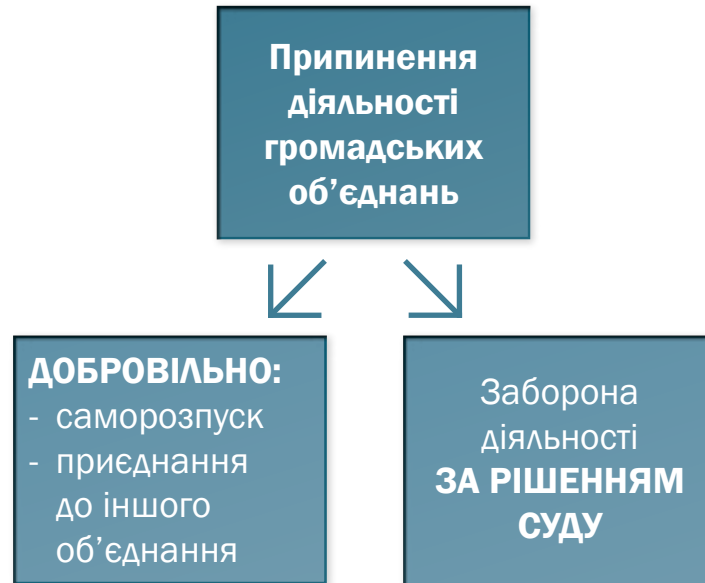 Припинення
діяльності
громадських
об’єднань
ДОБРОВІЛЬНО:
- саморозпуск
- приєднання
до іншого
об’єднання
Заборона
діяльності
ЗА РІШЕННЯМ
СУДУ